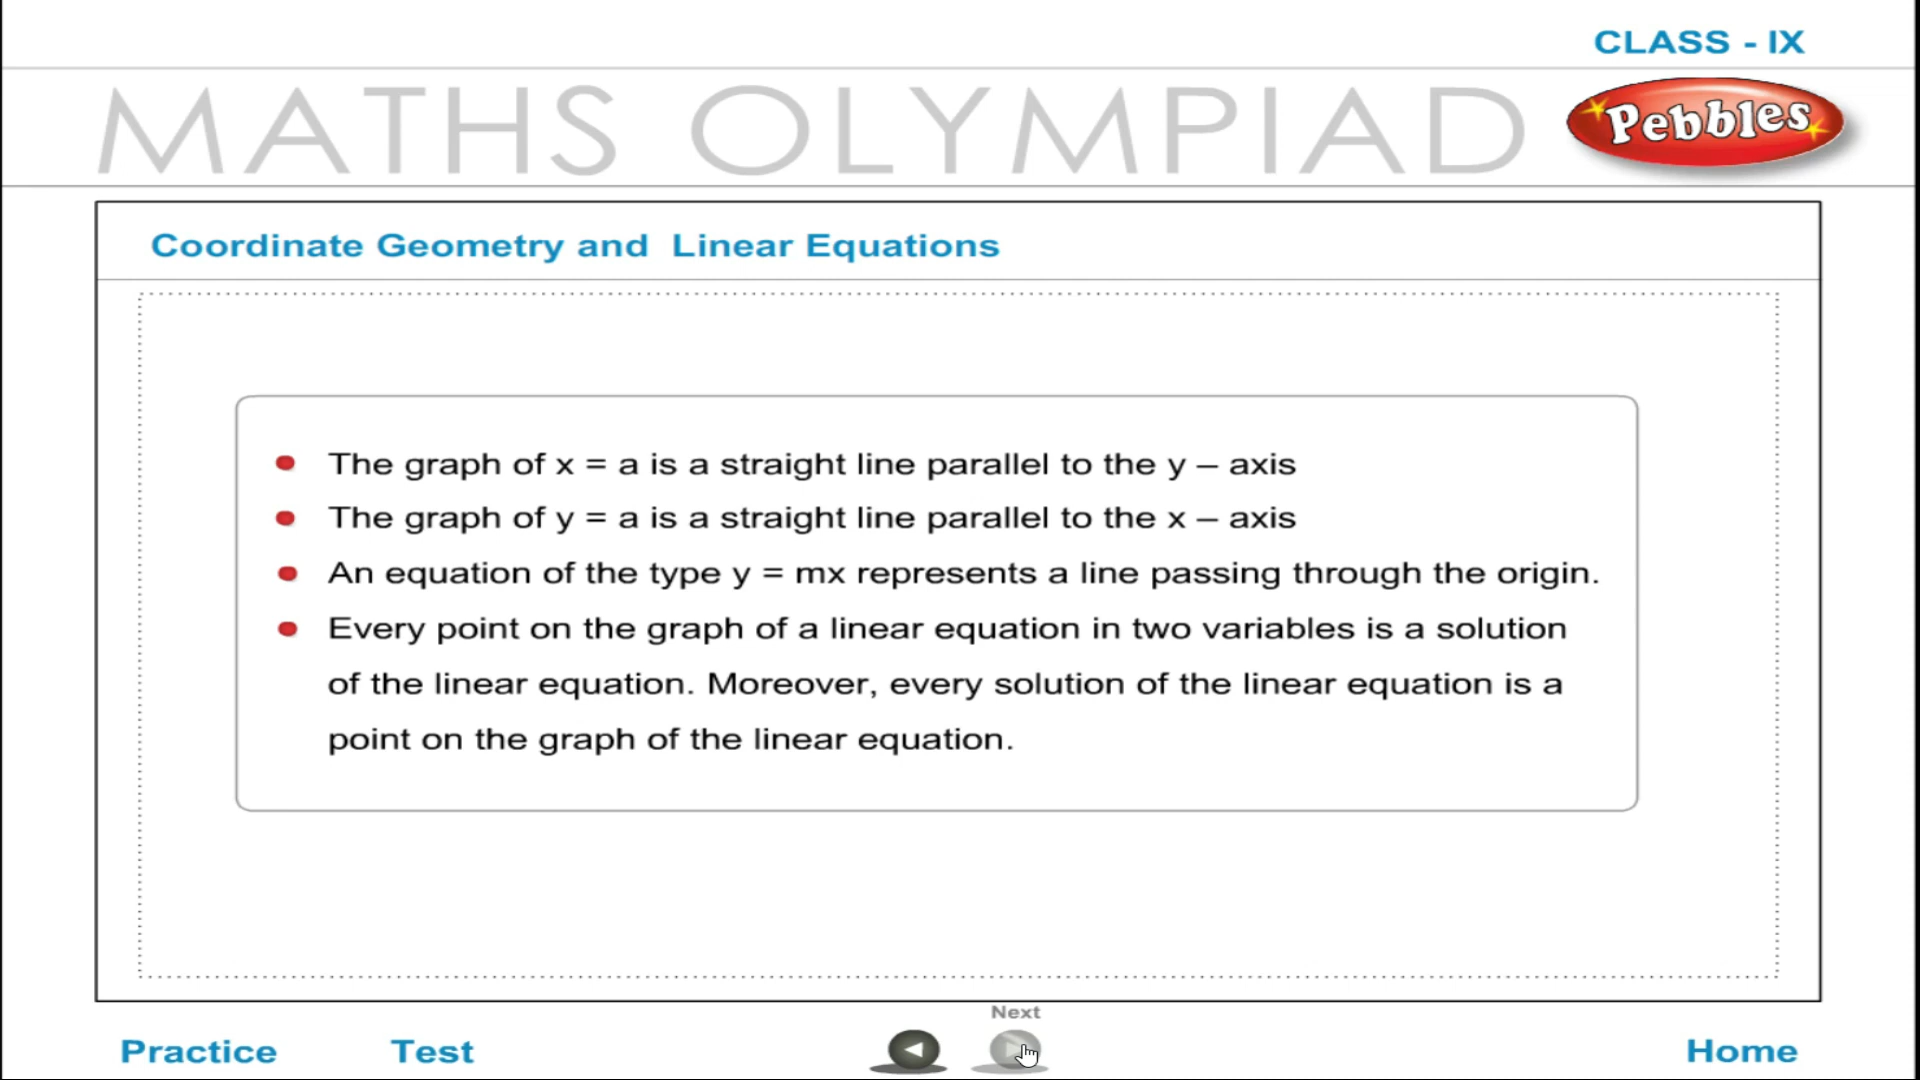 CLASS - IX
MATHS OLYMPIAD
Pebbles
Coordinate Geometry and Linear Equations
The graph of x = a is a straight line parallel to the y – axis
The graph of y = a is a straight line parallel to the x – axis
An equation of the type y = mx represents a line passing through the origin.
Every point on the graph of a linear equation in two variables is a solution
of the linear equation. Moreover, every solution of the linear equation is a
point on the graph of the linear equation.
Next
Practice Test Home